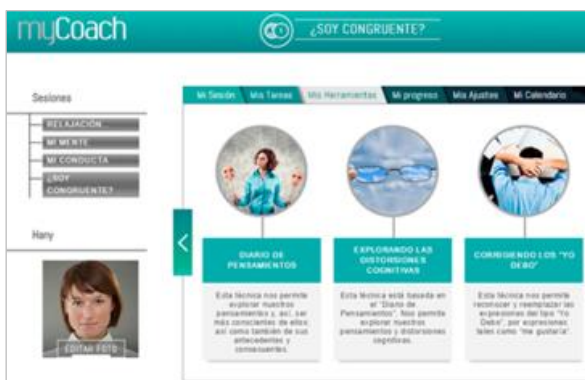 myCoach
¿SOY CONGRUENTE?
Sesiones
RELAJACIÓN
MI MENTE
MI CONDUCTA
¿SOY
CONGRUENTE?
Hany
EDITAR FOTO
Mi Sesión Mis Tareas Mis Herramientas Mi progreso Mis Ajustes Mi Calendario
DIARIO DE
PENSAMIENTOS
Esta técnica nos permite
explorar nuestros
pensamientos y, así, ser
más conscientes de ellos;
así como también de sus
antecedentes y
consecuentes.
EXPLORANDO LAS
DISTORSIONES
COGNITIVAS
Esta técnica está basada en
el "Diario de
Pensamientos". Nos permite
explorar nuestros
pensamientos y distorsiones
cognitivas.
CORRIGIENDO LOS "YO
DEBO"
Esta técnica nos permite
reconocer y reemplazar las
expresiones del tipo "Yo
Debo", por expresiones
tales como "me gustaría".